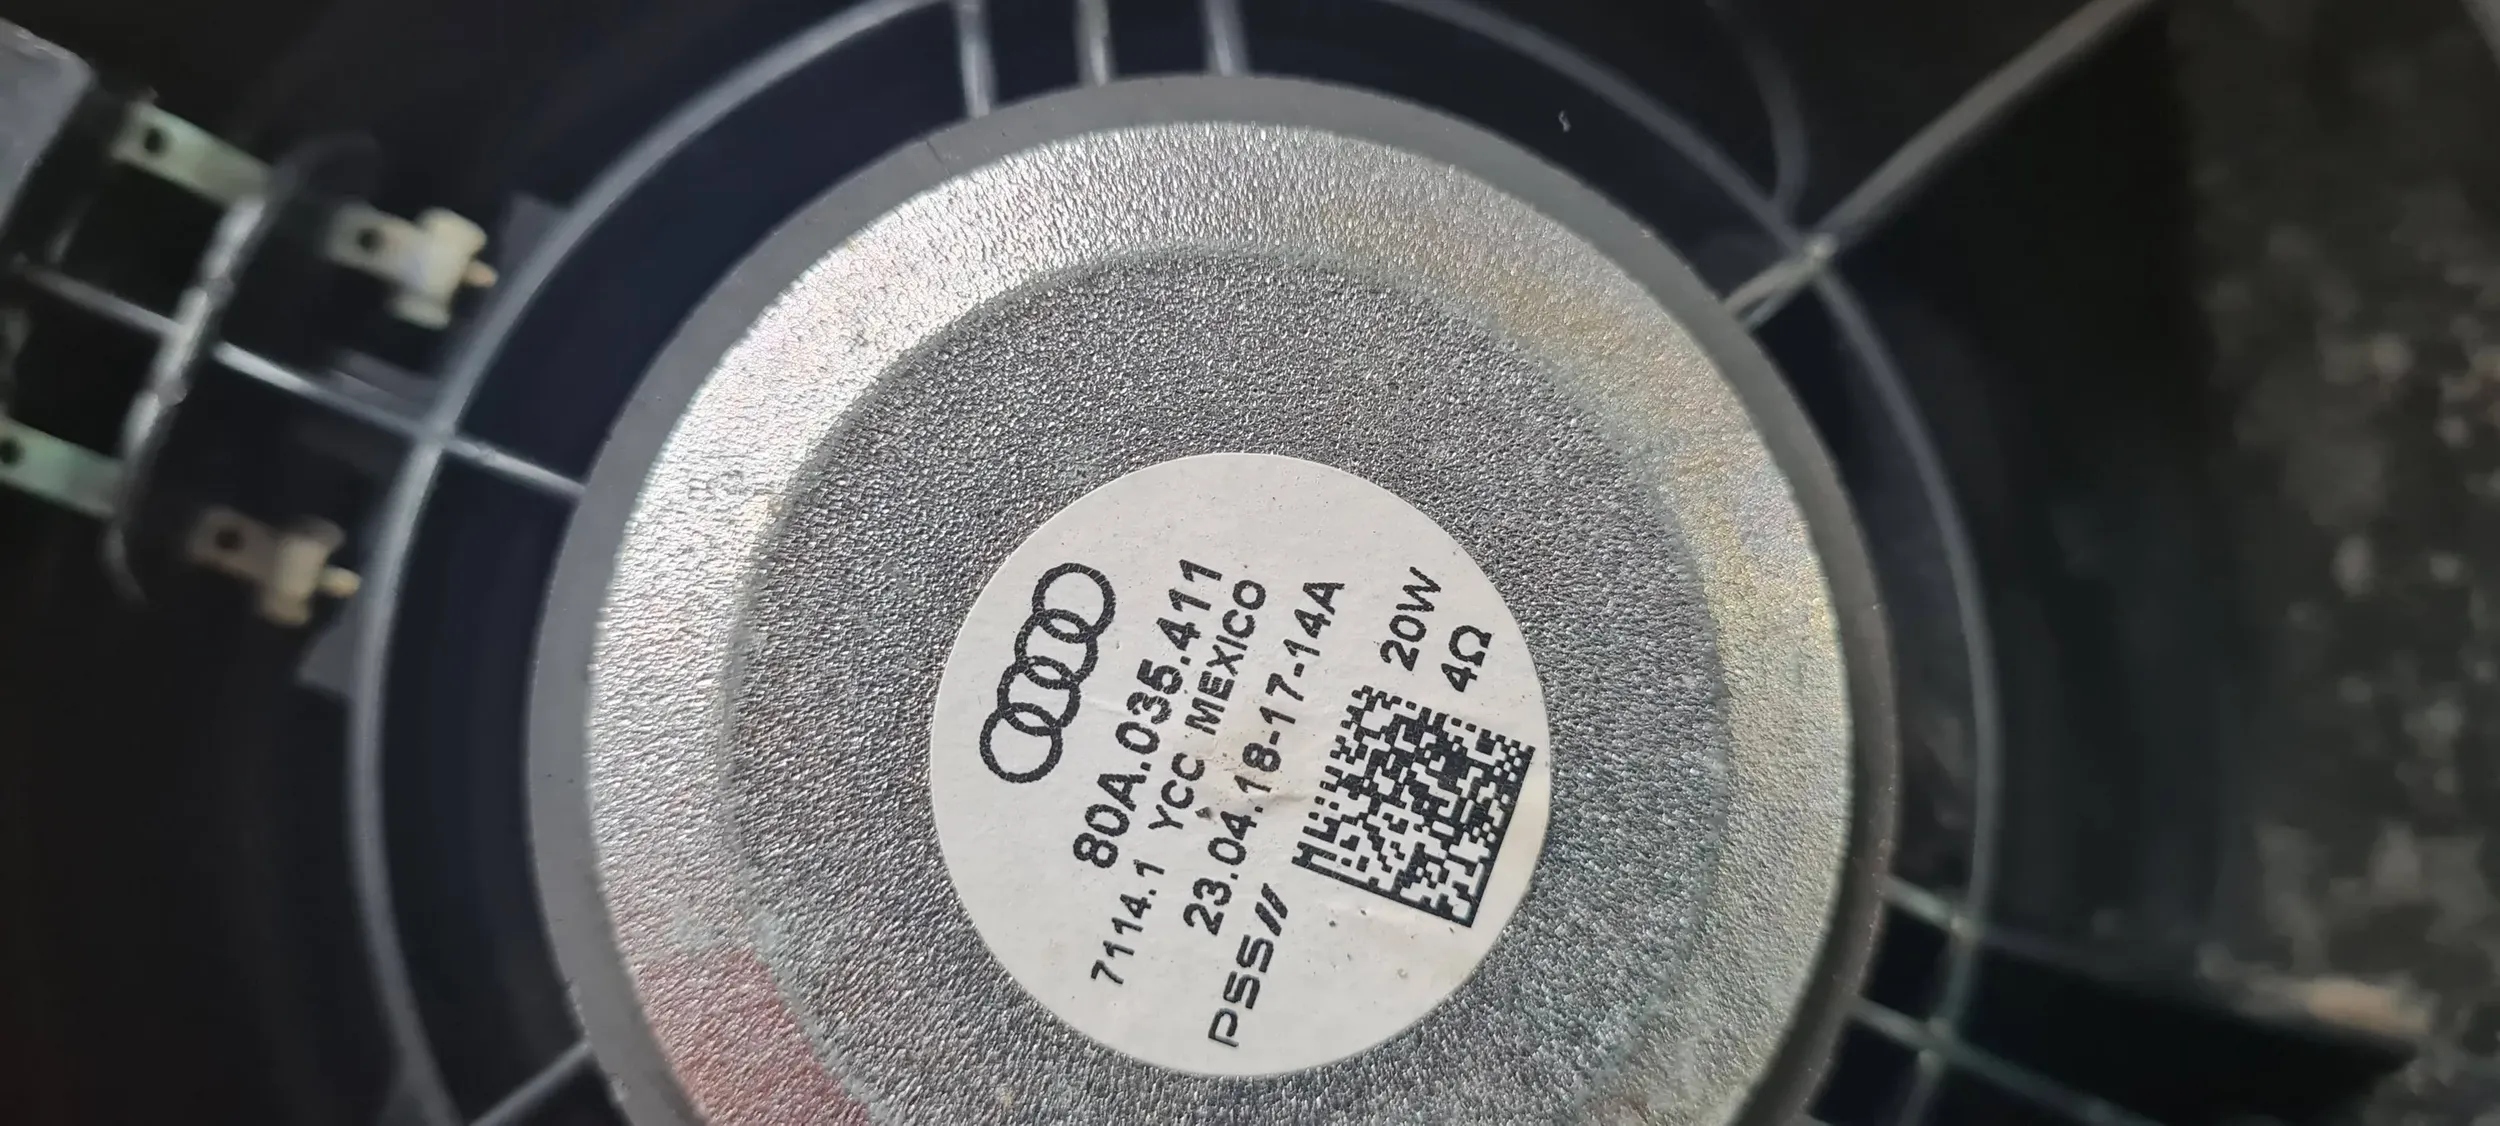 80A.035.411
7114.1 YCC MEXICO
23.04.18-17-14A
PSS
20W
4Ω